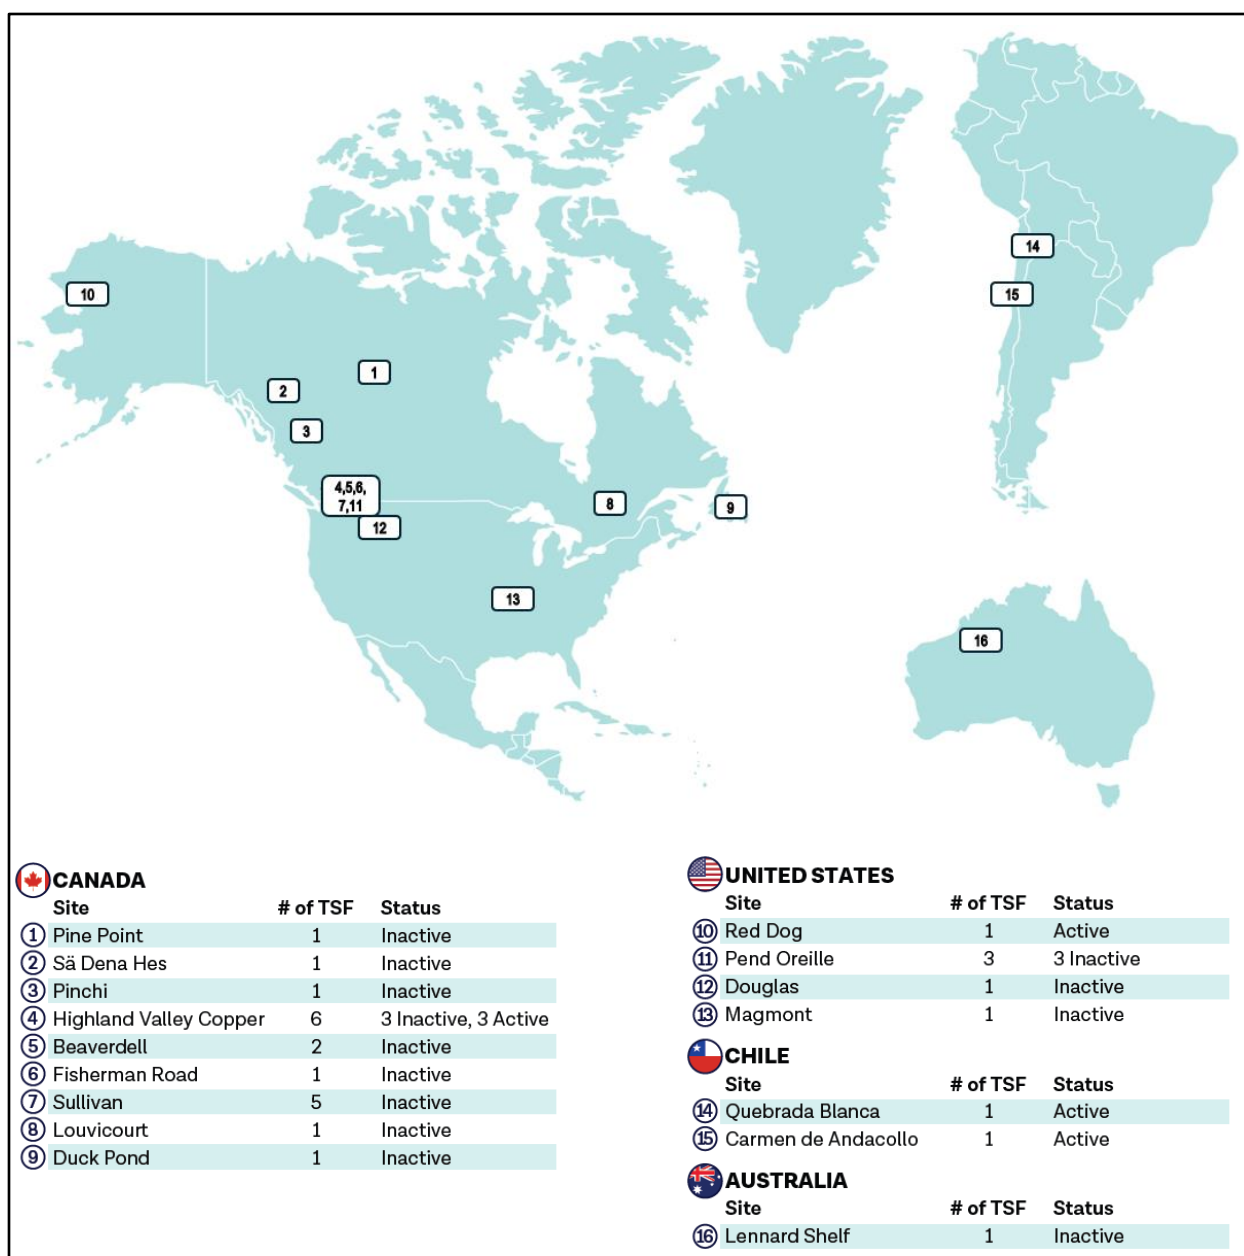 10
1
2
3
4,5,6,
7,11
12
8
9
13
14
15
16
CANADA
Site # of TSF Status
1 Pine Point 1 Inactive
2 Sä Dena Hes 1 Inactive
3 Pinchi 1 Inactive
4 Highland Valley Copper 6 3 Inactive, 3 Active
5 Beaverdell 2 Inactive
6 Fisherman Road 1 Inactive
7 Sullivan 5 Inactive
8 Louvicourt 1 Inactive
9 Duck Pond 1 Inactive
UNITED STATES
Site # of TSF Status
10 Red Dog 1 Active
11 Pend Oreille 3 3 Inactive
12 Douglas 1 Inactive
13 Magmont 1 Inactive
CHILE
Site # of TSF Status
14 Quebrada Blanca 1 Active
15 Carmen de Andacollo 1 Active
AUSTRALIA
Site # of TSF Status
16 Lennard Shelf 1 Inactive